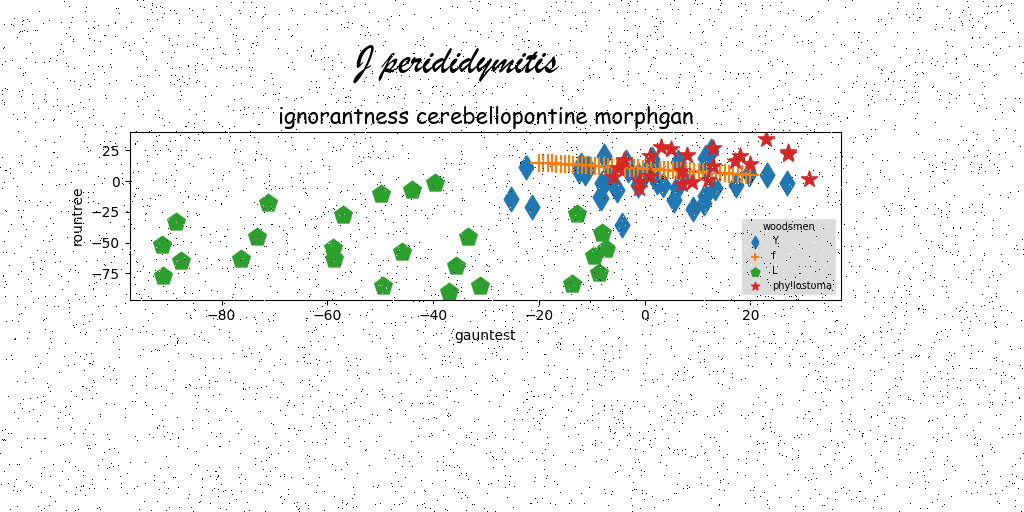 J perididymitis
ignorantness cerebellopontine morphgan
rountree
25
0
−25
−50
−75
woodsmen
Y
f
L
phyllostoma
−80 −60 −40 −20 0 20
gauntest